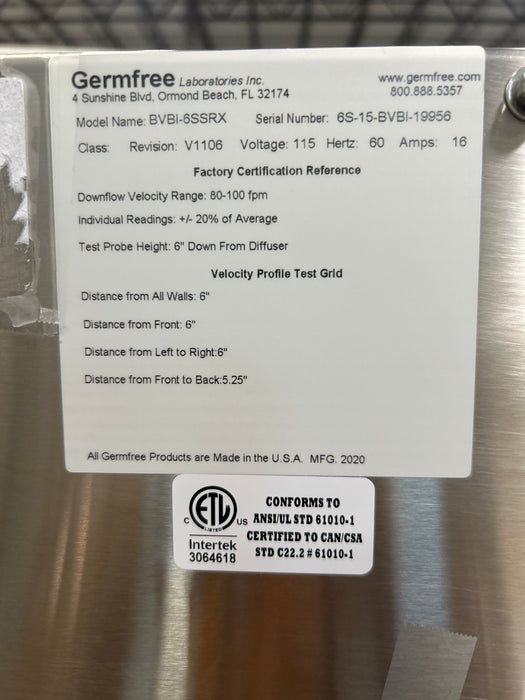 Germfree Laboratories Inc. www.germfree.com
4 Sunshine Blvd, Ormond Beach, FL 32174 800.888.5357
Model Name: BVBI-6SSRX Serial Number: 6S-15-BVBI-19956
Class: Revision: V1106 Voltage: 115 Hertz: 60 Amps: 16
Factory Certification Reference
Downflow Velocity Range: 80-100 fpm
Individual Readings: +/- 20% of Average
Test Probe Height: 6" Down From Diffuser
Velocity Profile Test Grid
Distance from All Walls: 6"
Distance from Front: 6"
Distance from Left to Right:6"
Distance from Front to Back:5.25"
All Germfree Products are Made in the U.S.A. MFG. 2020
ETL
LISTED
C US
Intertek
3064618
CONFORMS TO
ANSI/UL STD 61010-1
CERTIFIED TO CAN/CSA
STD C22.2 # 61010-1